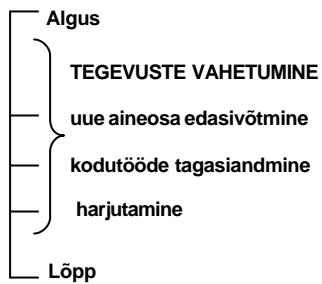 Algus
TEGEVUSTE VAHETUMINE
uue aineosa edasivõtmine
kodutööde tagasiandmine
harjutamine
Lõpp